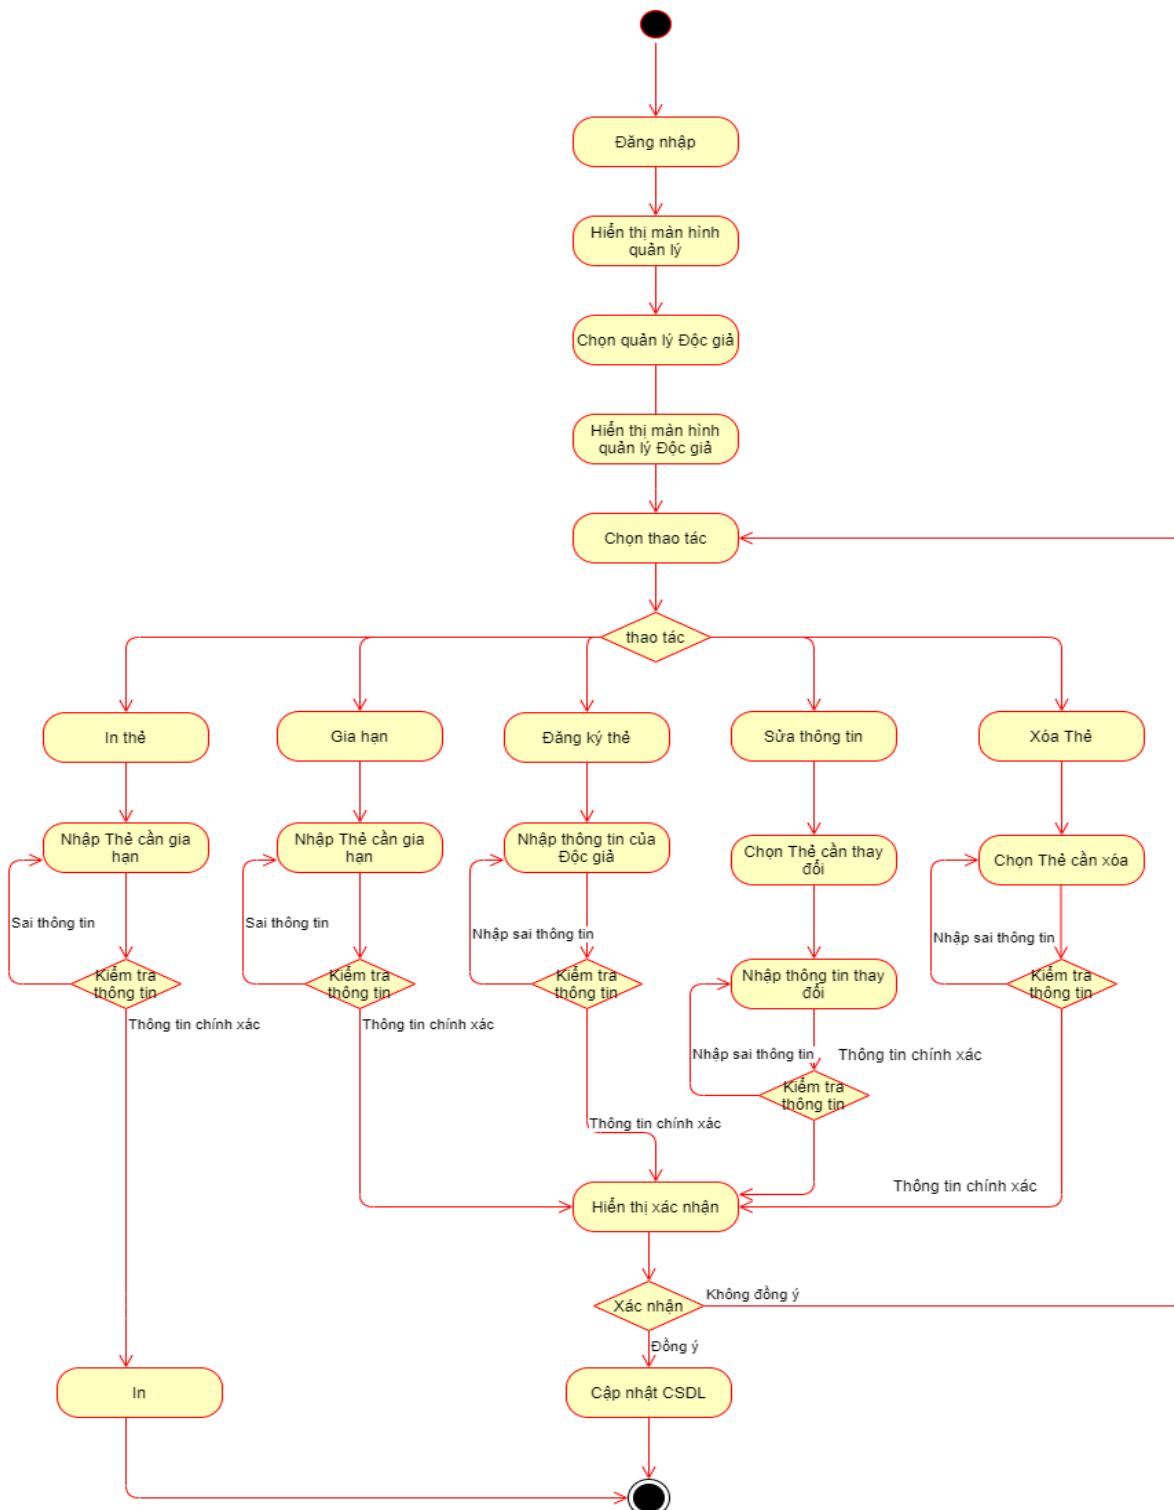 Đăng nhập
Hiển thị màn hình
quản lý
Chọn quản lý Độc giả
Hiển thị màn hình
quản lý Độc giả
Chọn thao tác
thao tác
In thẻ
Gia hạn
Đăng ký thẻ
Sửa thông tin
Xóa Thẻ
Nhập Thẻ cần gia
hạn
Nhập Thẻ cần gia
hạn
Nhập thông tin của
Độc giả
Chọn Thẻ cần thay
đổi
Chọn Thẻ cần xóa
Sai thông tin
Sai thông tin
Nhập sai thông tin
Nhập sai thông tin
Kiểm tra
thông tin
Kiểm tra
thông tin
Kiểm tra
thông tin
Nhập thông tin thay
đổi
Kiểm tra
thông tin
Thông tin chính xác
Thông tin chính xác
Nhập sai thông tin
Thông tin chính xác
Kiểm tra
thông tin
Thông tin chính xác
Thông tin chính xác
Hiển thị xác nhận
Không đồng ý
Xác nhận
Đồng ý
In
Cập nhật CSDL